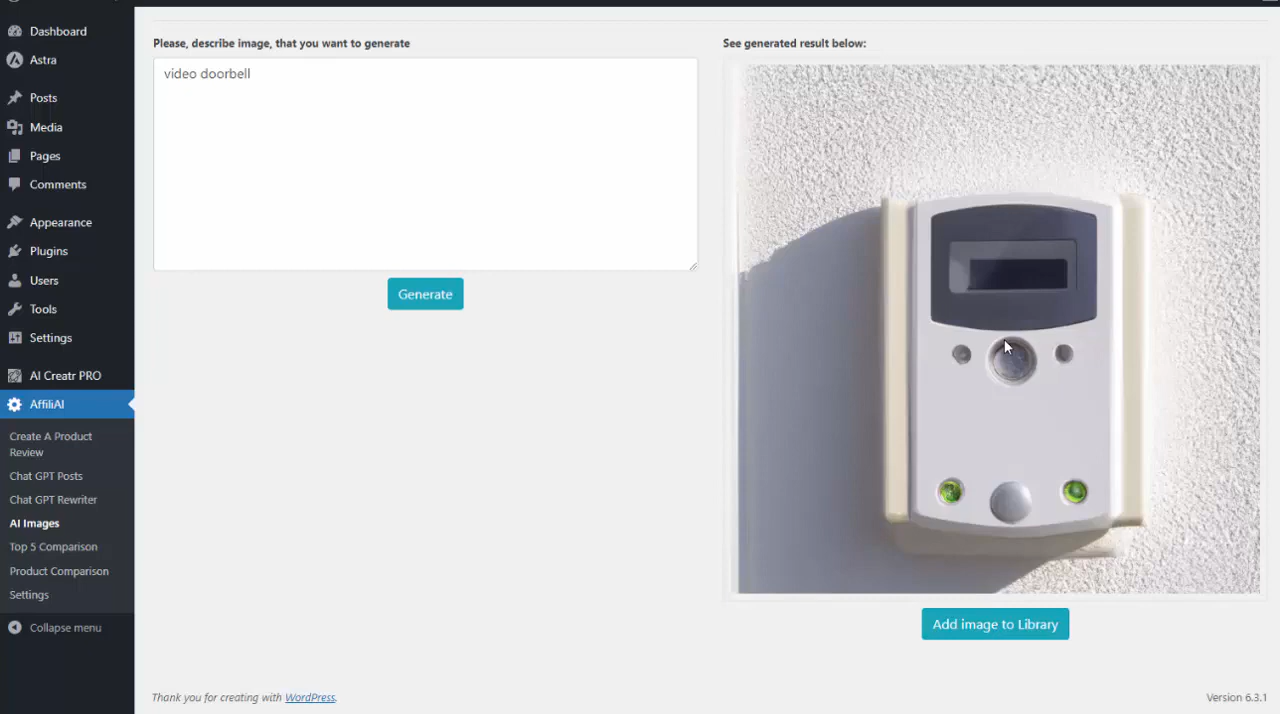 Dashboard
Astra
Posts
Media
Pages
Comments
Appearance
Plugins
Users
Tools
Settings
AI Creatr PRO
AffiliAI
Create A Product
Review
Chat GPT Posts
Chat GPT Rewriter
AI Images
Top 5 Comparison
Product Comparison
Settings
Collapse menu
Please, describe image, that you want to generate
video doorbell
Generate
See generated result below:
Add image to Library
Thank you for creating with WordPress.
Version 6.3.1